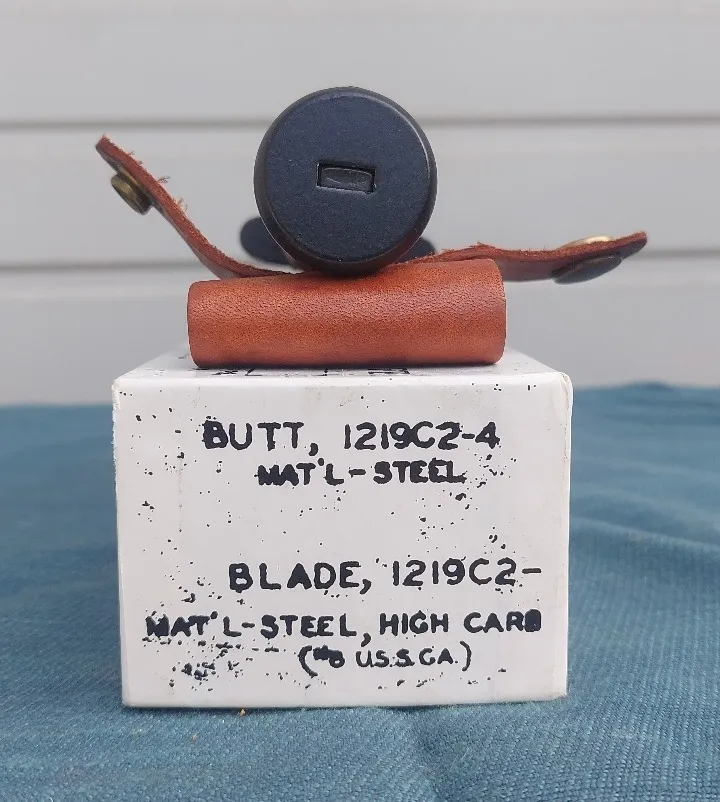 BUTT, 1219C2-4
MAT'L-STEEL
BLADE, 1219C2-
MAT'L-STEEL, HIGH CARB
(#8 U.S.S.GA.)